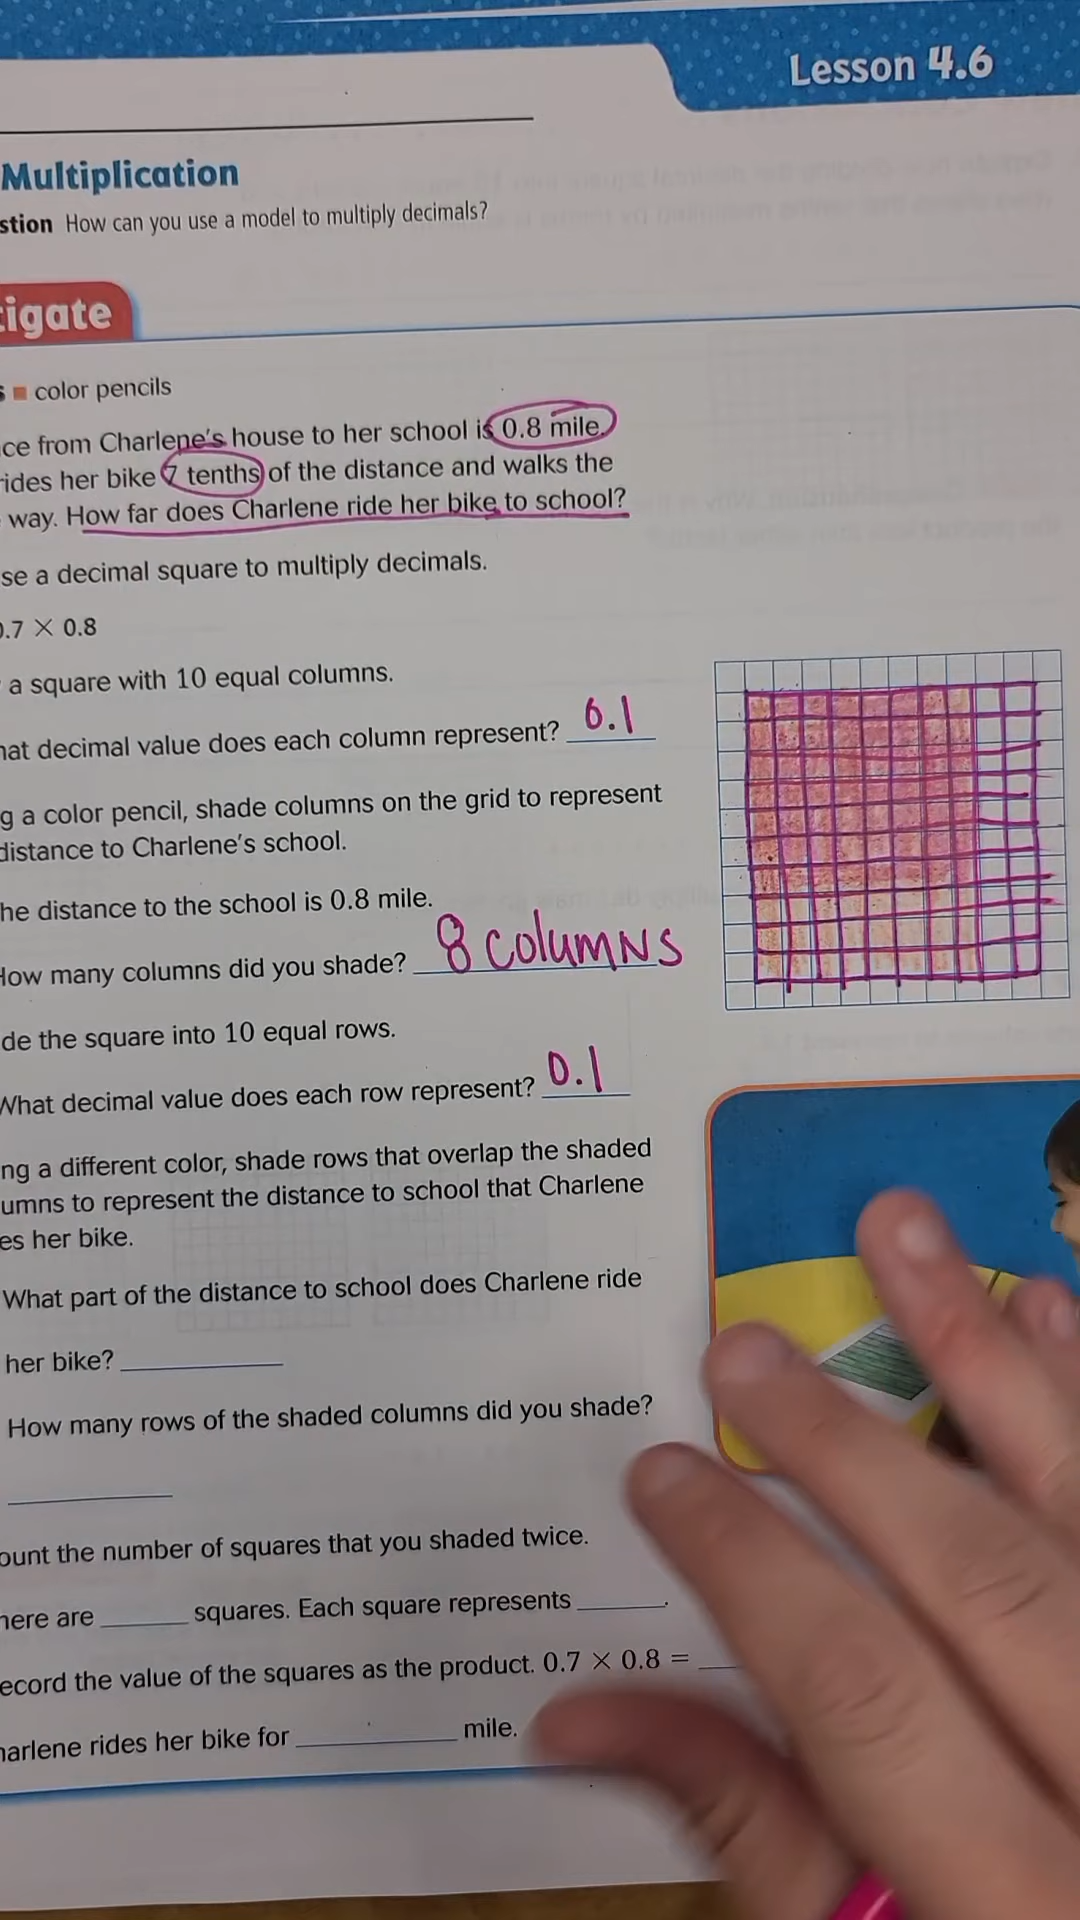 Lesson 4.6
Multiplication
stion How can you use a model to multiply decimals?
tigate
s ■ color pencils
ce from Charlene's house to her school is 0.8 mile.
rides her bike 7 tenths of the distance and walks the
way. How far does Charlene ride her bike to school?
se a decimal square to multiply decimals.
0.7 × 0.8
a square with 10 equal columns.
hat decimal value does each column represent? 0.1
g a color pencil, shade columns on the grid to represent
distance to Charlene's school.
he distance to the school is 0.8 mile.
How many columns did you shade? 8 columns
de the square into 10 equal rows.
What decimal value does each row represent? 0.1
ng a different color, shade rows that overlap the shaded
umns to represent the distance to school that Charlene
es her bike.
What part of the distance to school does Charlene ride
her bike?
How many rows of the shaded columns did you shade?
ount the number of squares that you shaded twice.
here are ______ squares. Each square represents ______.
ecord the value of the squares as the product. 0.7 × 0.8 = __
harlene rides her bike for ______ mile.